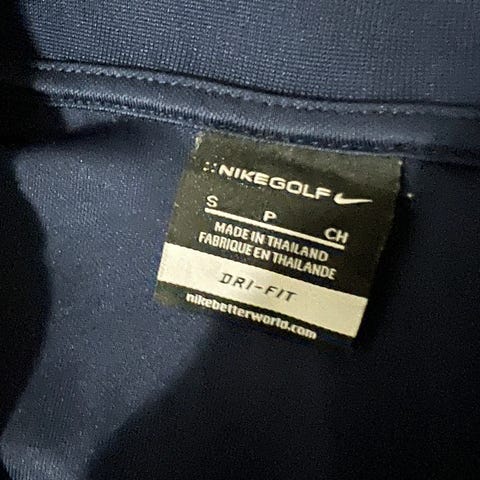 NIKEGOLF
S P CH
MADE IN THAILAND
FABRIQUE EN THAILANDE
DRI-FIT
nikebetterworld.com